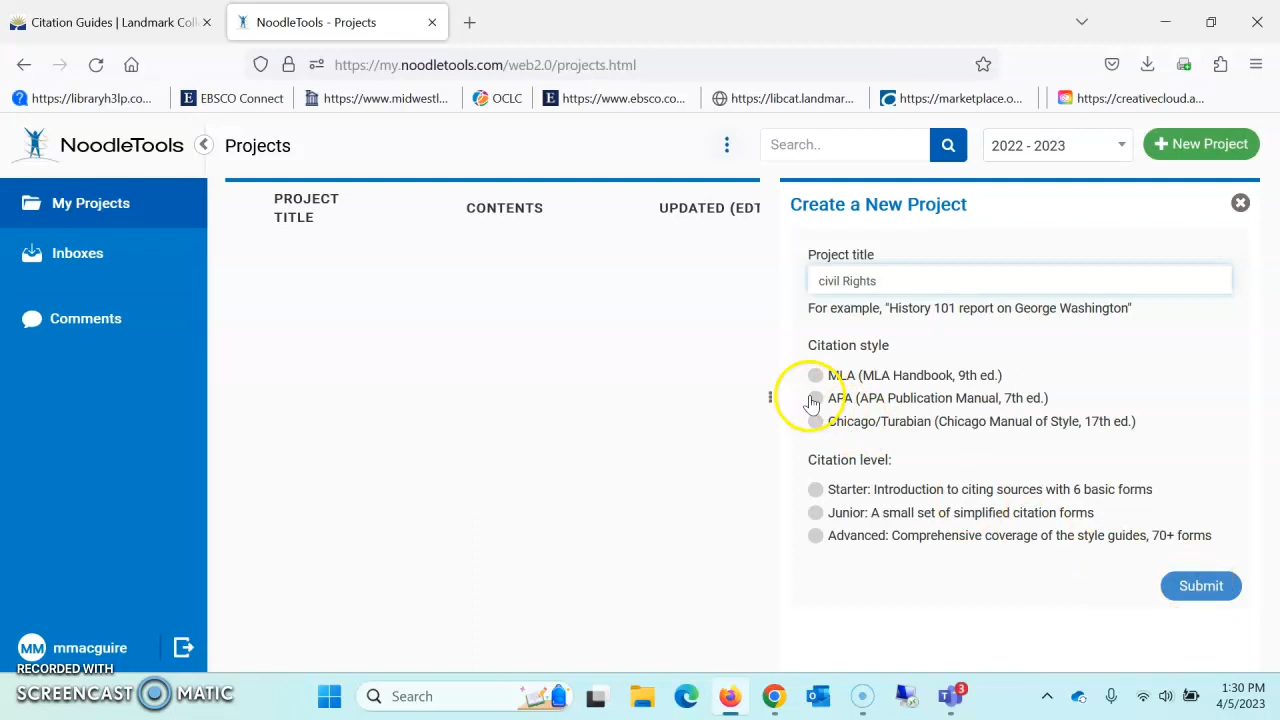 Citation Guides | Landmark Coll
NoodleTools - Projects
https://my.noodletools.com/web2.0/projects.html
https://libraryh3lp.co...
EBSCO Connect
https://www.midwestl...
OCLC
https://www.ebsco.co...
https://libcat.landmar...
https://marketplace.o...
https://creativecloud.a...
NoodleTools
Projects
Search..
2022 - 2023
New Project
My Projects
Inboxes
Comments
PROJECT
TITLE
CONTENTS
UPDATED (EDT
Create a New Project
Project title
civil Rights
For example, "History 101 report on George Washington"
Citation style
MLA (MLA Handbook, 9th ed.)
APA (APA Publication Manual, 7th ed.)
Chicago/Turabian (Chicago Manual of Style, 17th ed.)
Citation level:
Starter: Introduction to citing sources with 6 basic forms
Junior: A small set of simplified citation forms
Advanced: Comprehensive coverage of the style guides, 70+ forms
Submit
MM mmacguire
RECORDED WITH
SCREENCAST MATIC
Search
3
1:30 PM
4/5/2023